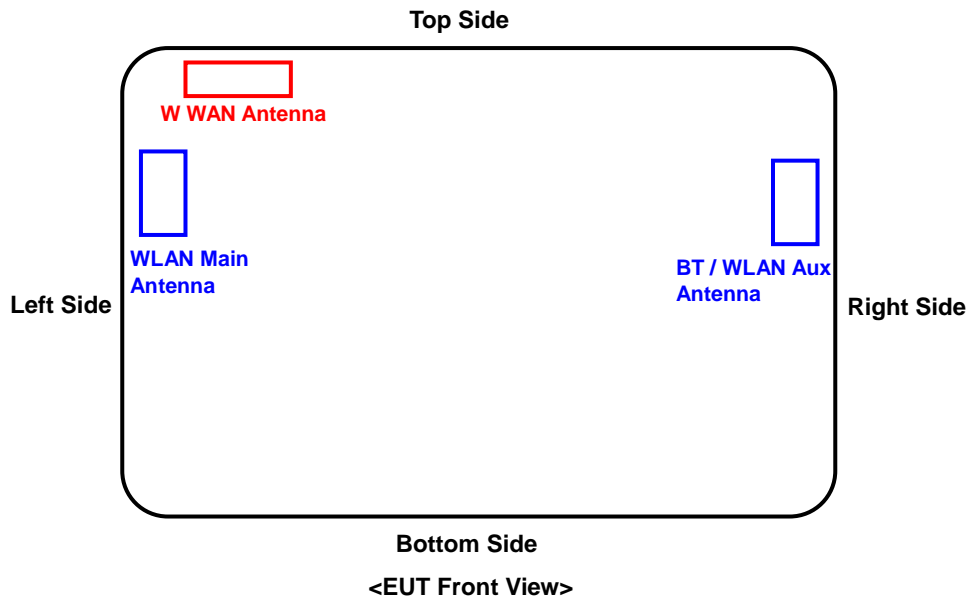 Top Side
W WAN Antenna
WLAN Main
Antenna
BT / WLAN Aux
Antenna
Left Side
Right Side
Bottom Side
<EUT Front View>